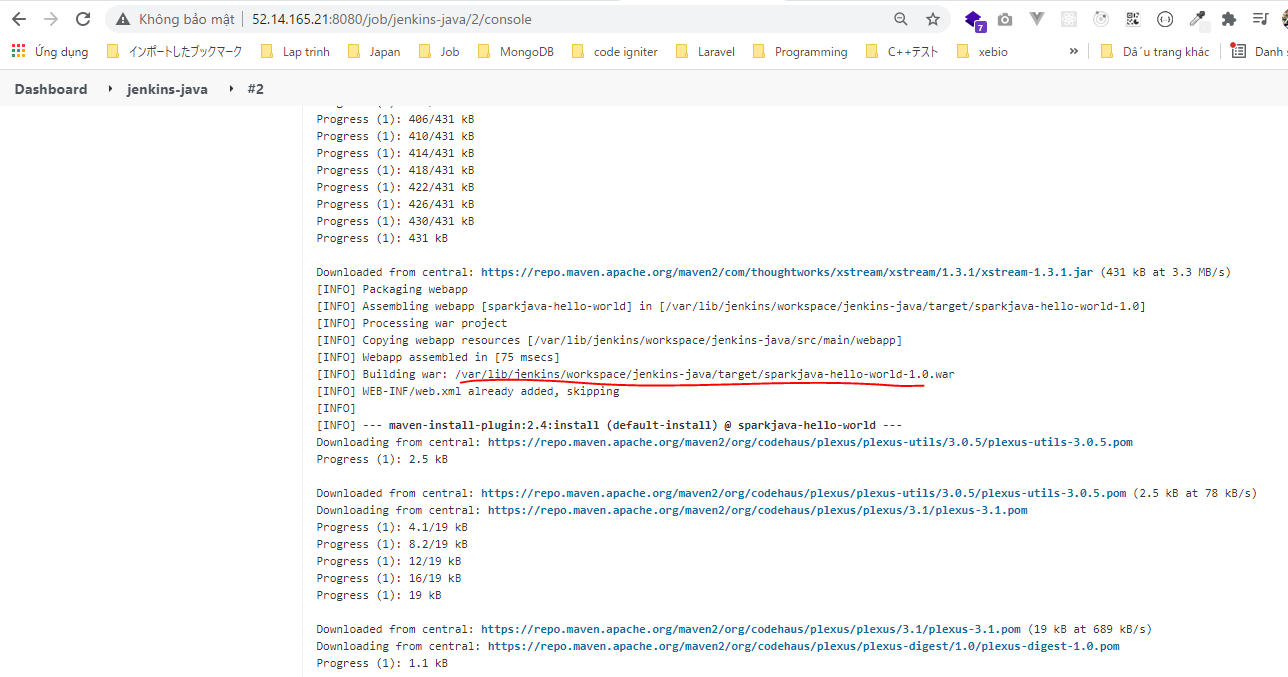 Không bảo mật 52.14.165.21:8080/job/jenkins-java/2/console 7
Ứng dụng インポートしたブックマーク Lap trình Japan Job MongoDB code igniter Laravel Programming C++テスト xebio » Dấu trang khác Danh
Dashboard jenkins-java #2
Progress (1): 406/431 kB
Progress (1): 410/431 kB
Progress (1): 414/431 kB
Progress (1): 418/431 kB
Progress (1): 422/431 kB
Progress (1): 426/431 kB
Progress (1): 430/431 kB
Progress (1): 431 kB
Downloaded from central: https://repo.maven.apache.org/maven2/com/thoughtworks/xstream/xstream/1.3.1/xstream-1.3.1.jar (431 kB at 3.3 MB/s)
[INFO] Packaging webapp
[INFO] Assembling webapp [sparkjava-hello-world] in [/var/lib/jenkins/workspace/jenkins-java/target/sparkjava-hello-world-1.0]
[INFO] Processing war project
[INFO] Copying webapp resources [/var/lib/jenkins/workspace/jenkins-java/src/main/webapp]
[INFO] Webapp assembled in [75 msecs]
[INFO] Building war: /var/lib/jenkins/workspace/jenkins-java/target/sparkjava-hello-world-1.0.war
[INFO] WEB-INF/web.xml already added, skipping
[INFO]
[INFO] --- maven-install-plugin:2.4:install (default-install) @ sparkjava-hello-world ---
Downloading from central: https://repo.maven.apache.org/maven2/org/codehaus/plexus/plexus-utils/3.0.5/plexus-utils-3.0.5.pom
Progress (1): 2.5 kB
Downloaded from central: https://repo.maven.apache.org/maven2/org/codehaus/plexus/plexus-utils/3.0.5/plexus-utils-3.0.5.pom (2.5 kB at 78 kB/s)
Downloading from central: https://repo.maven.apache.org/maven2/org/codehaus/plexus/plexus/3.1/plexus-3.1.pom
Progress (1): 4.1/19 kB
Progress (1): 8.2/19 kB
Progress (1): 12/19 kB
Progress (1): 16/19 kB
Progress (1): 19 kB
Downloaded from central: https://repo.maven.apache.org/maven2/org/codehaus/plexus/plexus/3.1/plexus-3.1.pom (19 kB at 689 kB/s)
Downloading from central: https://repo.maven.apache.org/maven2/org/codehaus/plexus/plexus-digest/1.0/plexus-digest-1.0.pom
Progress (1): 1.1 kB